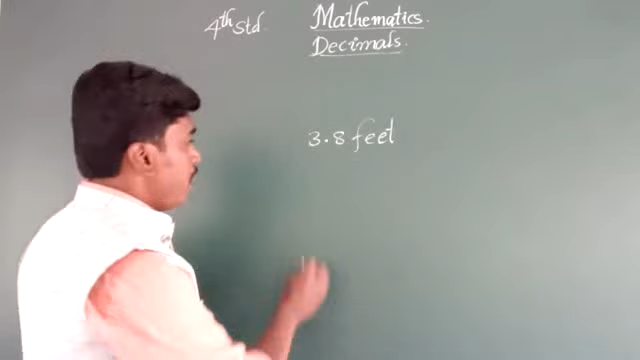 4th Std. Mathematics.
Decimals.
3.8 feet